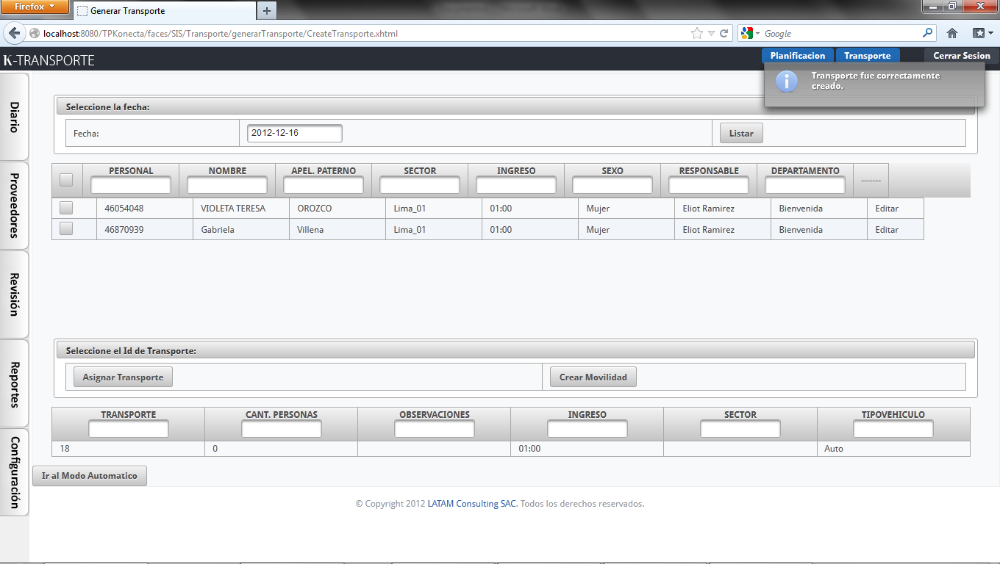 Firefox
Generar Transporte
localhost:8080/TPKonecta/faces/SIS/Transporte/generarTransporte/CreateTransporte.xhtml
Google
K-TRANSPORTE
Planificacion Transporte Cerrar Sesion
Transporte fue correctamente
creado.
Diario
Proveedores
Revisión
Reportes
Configuración
Seleccione la fecha:
Fecha: 2012-12-16 Listar
PERSONAL NOMBRE APEL. PATERNO SECTOR INGRESO SEXO RESPONSABLE DEPARTAMENTO -------
46054048 VIOLETA TERESA OROZCO Lima_01 01:00 Mujer Eliot Ramirez Bienvenida Editar
46870939 Gabriela Villena Lima_01 01:00 Mujer Eliot Ramirez Bienvenida Editar
Seleccione el Id de Transporte:
Asignar Transporte Crear Movilidad
TRANSPORTE CANT. PERSONAS OBSERVACIONES INGRESO SECTOR TIPOVEHICULO
18 0 01:00 Auto
Ir al Modo Automatico
© Copyright 2012 LATAM Consulting SAC. Todos los derechos reservados.